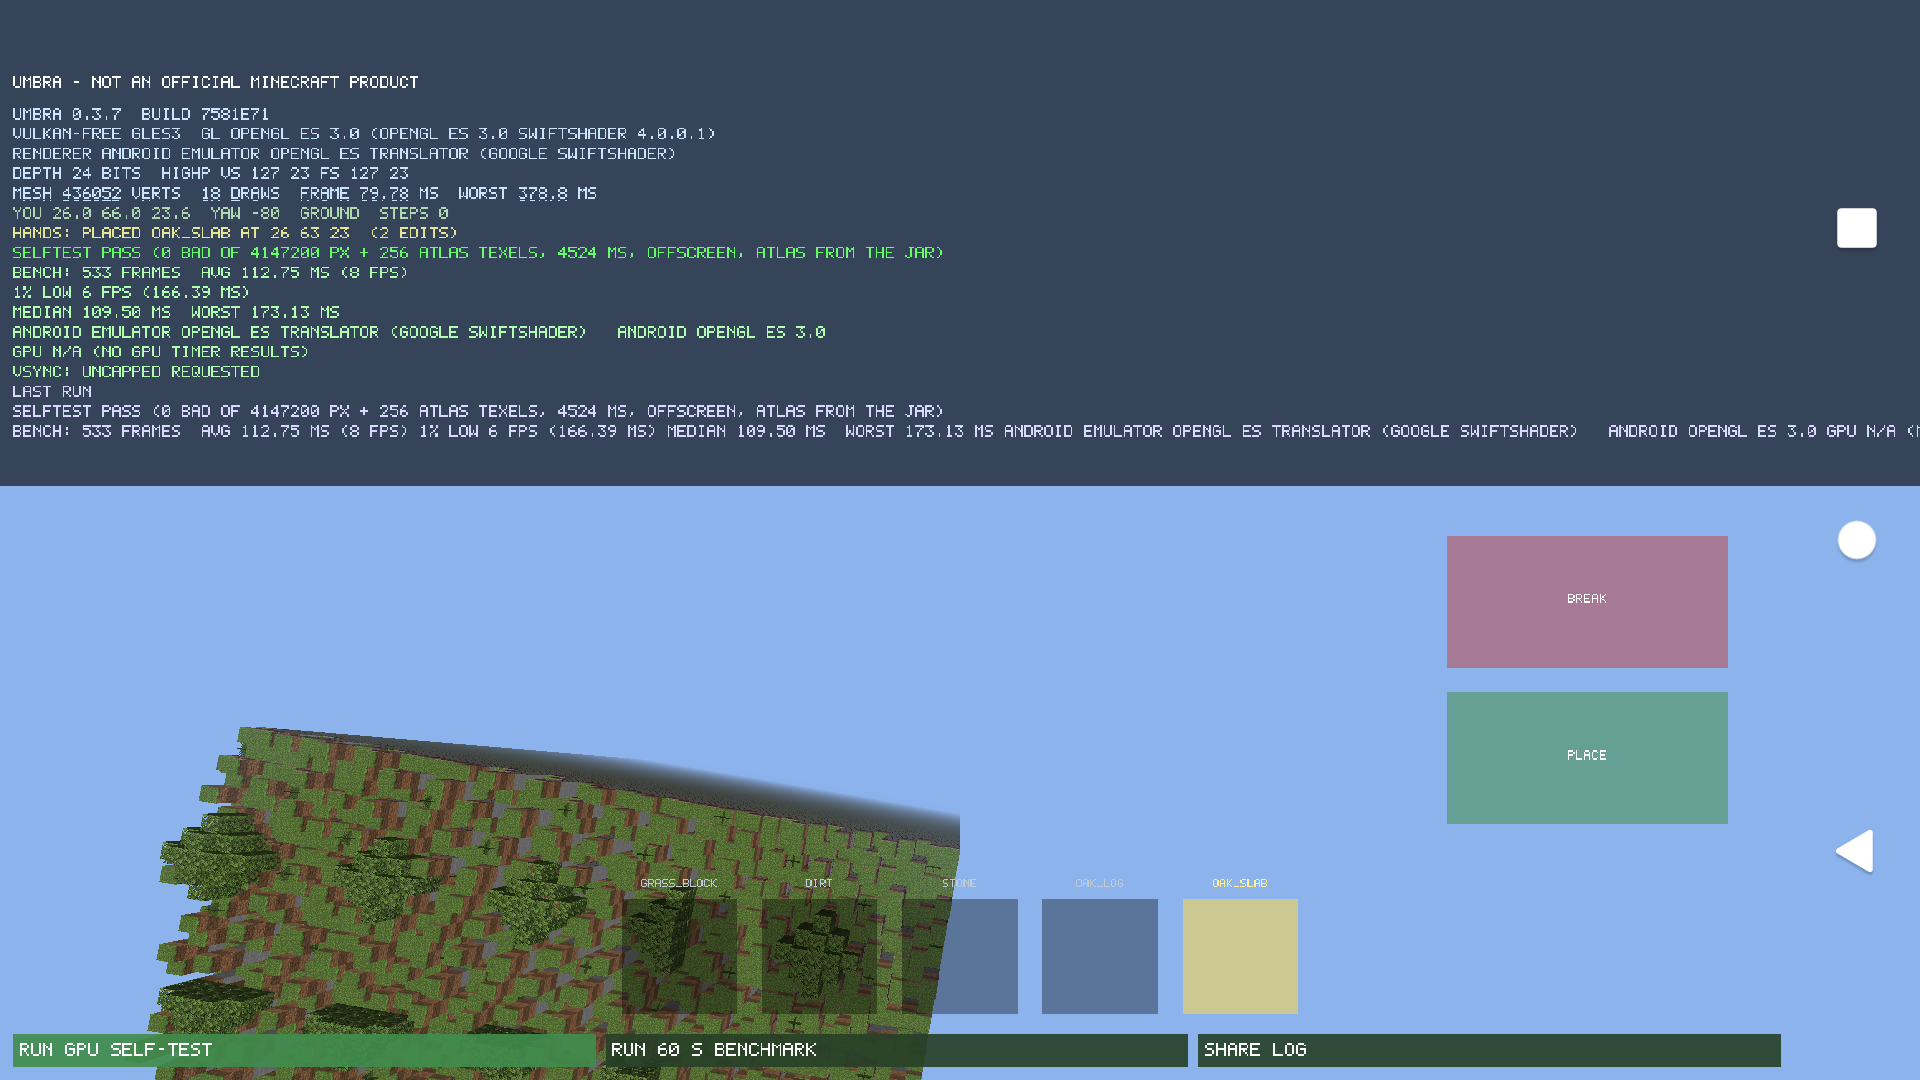 UMBRA - NOT AN OFFICIAL MINECRAFT PRODUCT
UMBRA 0.3.7  BUILD 7581E71
VULKAN-FREE GLES3  GL OPENGL ES 3.0 (OPENGL ES 3.0 SWIFTSHADER 4.0.0.1)
RENDERER ANDROID EMULATOR OPENGL ES TRANSLATOR (GOOGLE SWIFTSHADER)
DEPTH 24 BITS  HIGHP VS 127 23 FS 127 23
MESH 436052 VERTS  18 DRAWS  FRAME 79.78 MS  WORST 378.8 MS
YOU 26.0 66.0 23.6  YAW -80  GROUND  STEPS 0
HANDS: PLACED OAK_SLAB AT 26 63 23  (2 EDITS)
SELFTEST PASS (0 BAD OF 4147200 PX + 256 ATLAS TEXELS, 4524 MS, OFFSCREEN, ATLAS FROM THE JAR)
BENCH: 533 FRAMES  AVG 112.75 MS (8 FPS)
1% LOW 6 FPS (166.39 MS)
MEDIAN 109.50 MS  WORST 173.13 MS
ANDROID EMULATOR OPENGL ES TRANSLATOR (GOOGLE SWIFTSHADER)   ANDROID OPENGL ES 3.0
GPU N/A (NO GPU TIMER RESULTS)
VSYNC: UNCAPPED REQUESTED
LAST RUN
SELFTEST PASS (0 BAD OF 4147200 PX + 256 ATLAS TEXELS, 4524 MS, OFFSCREEN, ATLAS FROM THE JAR)
BENCH: 533 FRAMES  AVG 112.75 MS (8 FPS) 1% LOW 6 FPS (166.39 MS) MEDIAN 109.50 MS  WORST 173.13 MS ANDROID EMULATOR OPENGL ES TRANSLATOR (GOOGLE SWIFTSHADER)   ANDROID OPENGL ES 3.0 GPU N/A (
BREAK
PLACE
GRASS_BLOCK DIRT STONE OAK_LOG OAK_SLAB
RUN GPU SELF-TEST
RUN 60 S BENCHMARK
SHARE LOG